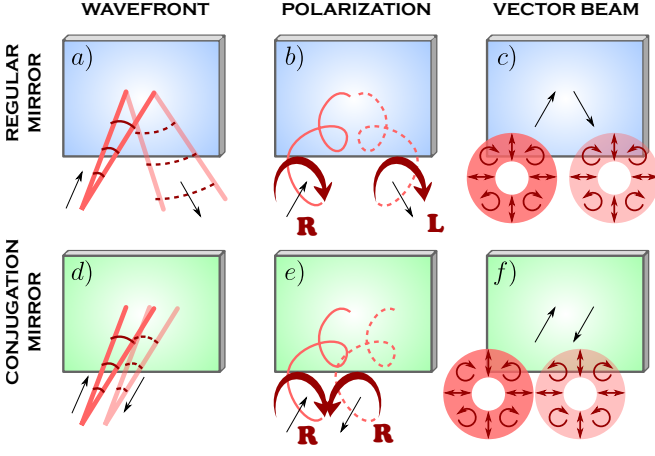 WAVEFRONT POLARIZATION VECTOR BEAM
REGULAR
MIRROR
a) b) c)
R L
CONJUGATION
MIRROR
d) e) f)
R R